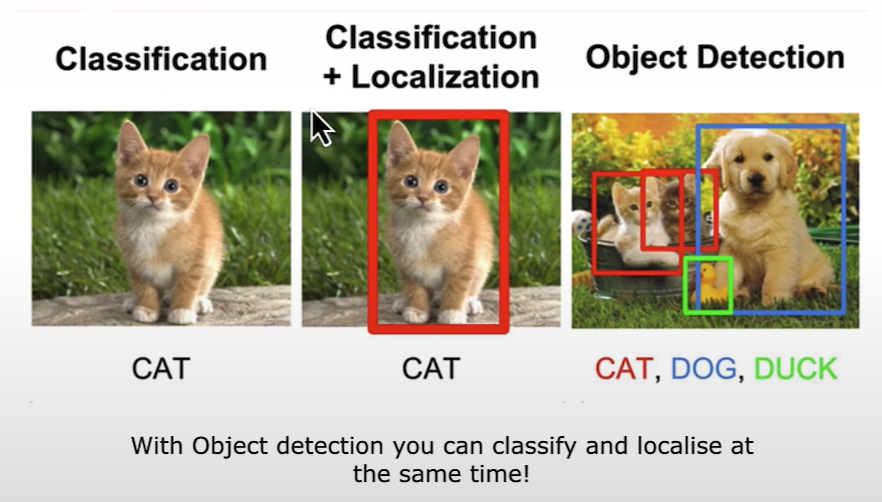 Classification
Classification
+ Localization
Object Detection
CAT
CAT
CAT, DOG, DUCK
With Object detection you can classify and localise at
the same time!